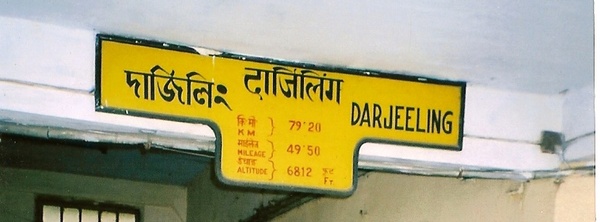 দার্জিলিং दार्जिलिंग DARJEELING
कि॰मी
KM } 79·20
माइलेज
MILEAGE } 49·50
ऊंचाई
ALTITUDE } 6812 फुट
FT